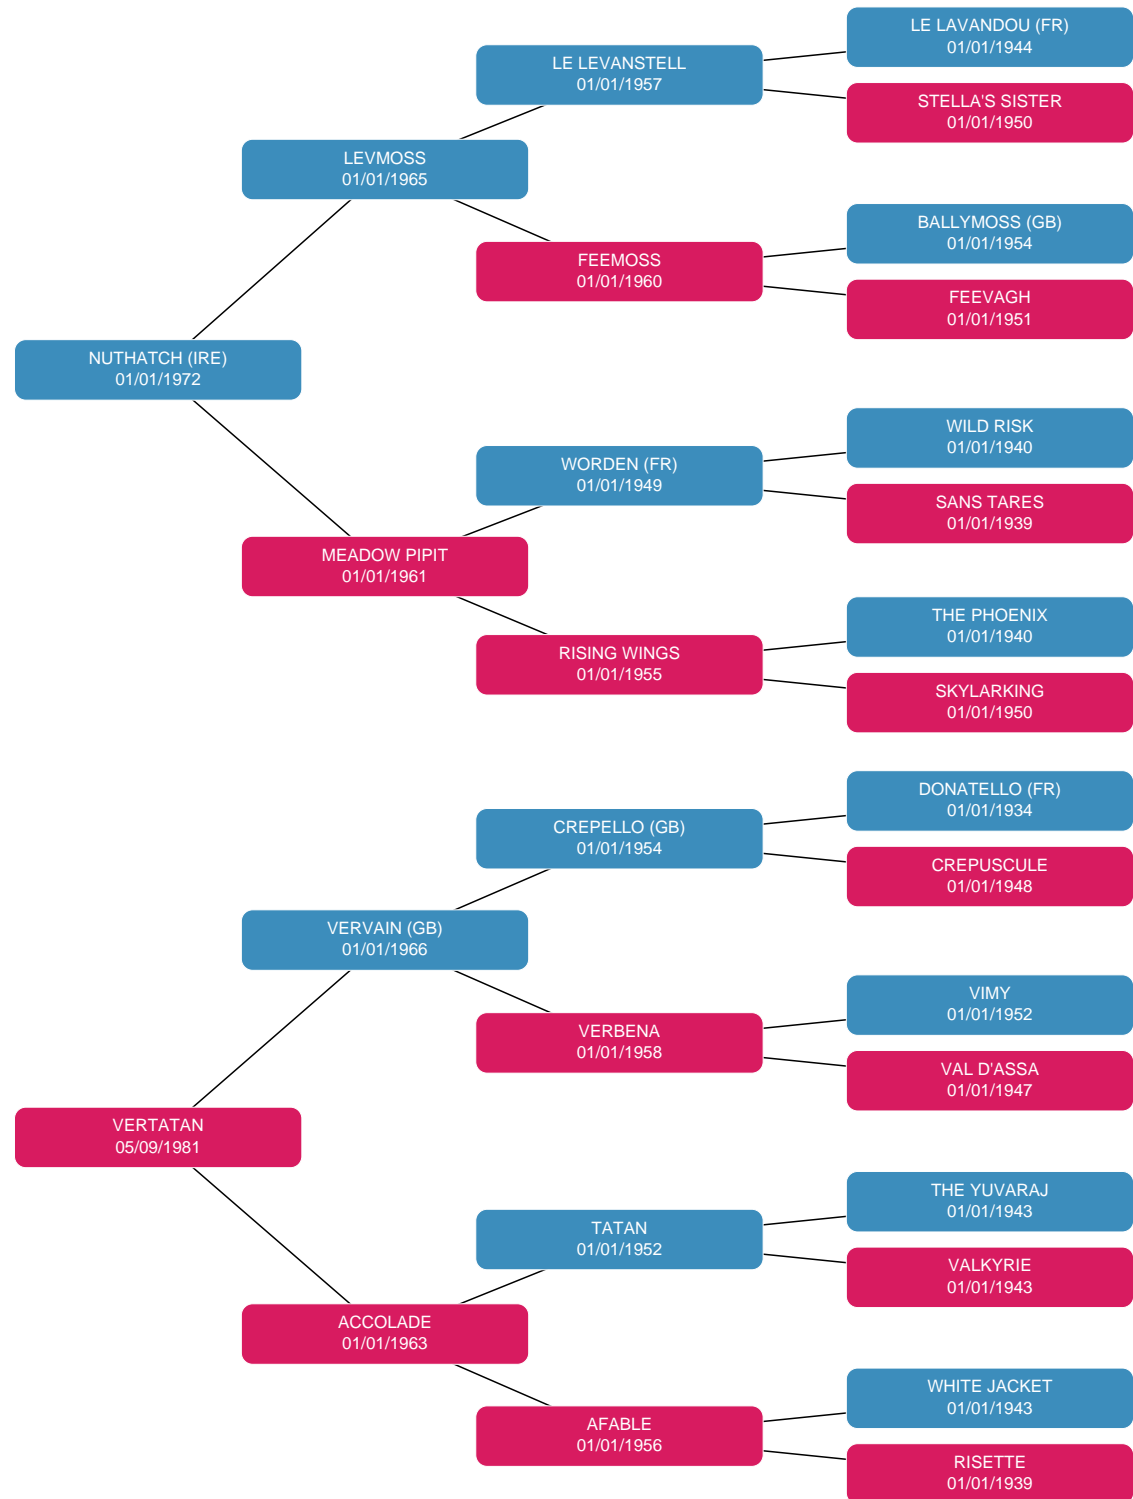 LE LAVANDOU (FR)
01/01/1944
LE LEVANSTELL
01/01/1957
STELLA'S SISTER
01/01/1950
LEVMOSS
01/01/1965
BALLYMOSS (GB)
01/01/1954
FEEMOSS
01/01/1960
FEEVAGH
01/01/1951
NUTHATCH (IRE)
01/01/1972
WILD RISK
01/01/1940
WORDEN (FR)
01/01/1949
SANS TARES
01/01/1939
MEADOW PIPIT
01/01/1961
THE PHOENIX
01/01/1940
RISING WINGS
01/01/1955
SKYLARKING
01/01/1950
DONATELLO (FR)
01/01/1934
CREPELLO (GB)
01/01/1954
CREPUSCULE
01/01/1948
VERVAIN (GB)
01/01/1966
VIMY
01/01/1952
VERBENA
01/01/1958
VAL D'ASSA
01/01/1947
VERTATAN
05/09/1981
THE YUVARAJ
01/01/1943
TATAN
01/01/1952
VALKYRIE
01/01/1943
ACCOLADE
01/01/1963
WHITE JACKET
01/01/1943
AFABLE
01/01/1956
RISETTE
01/01/1939